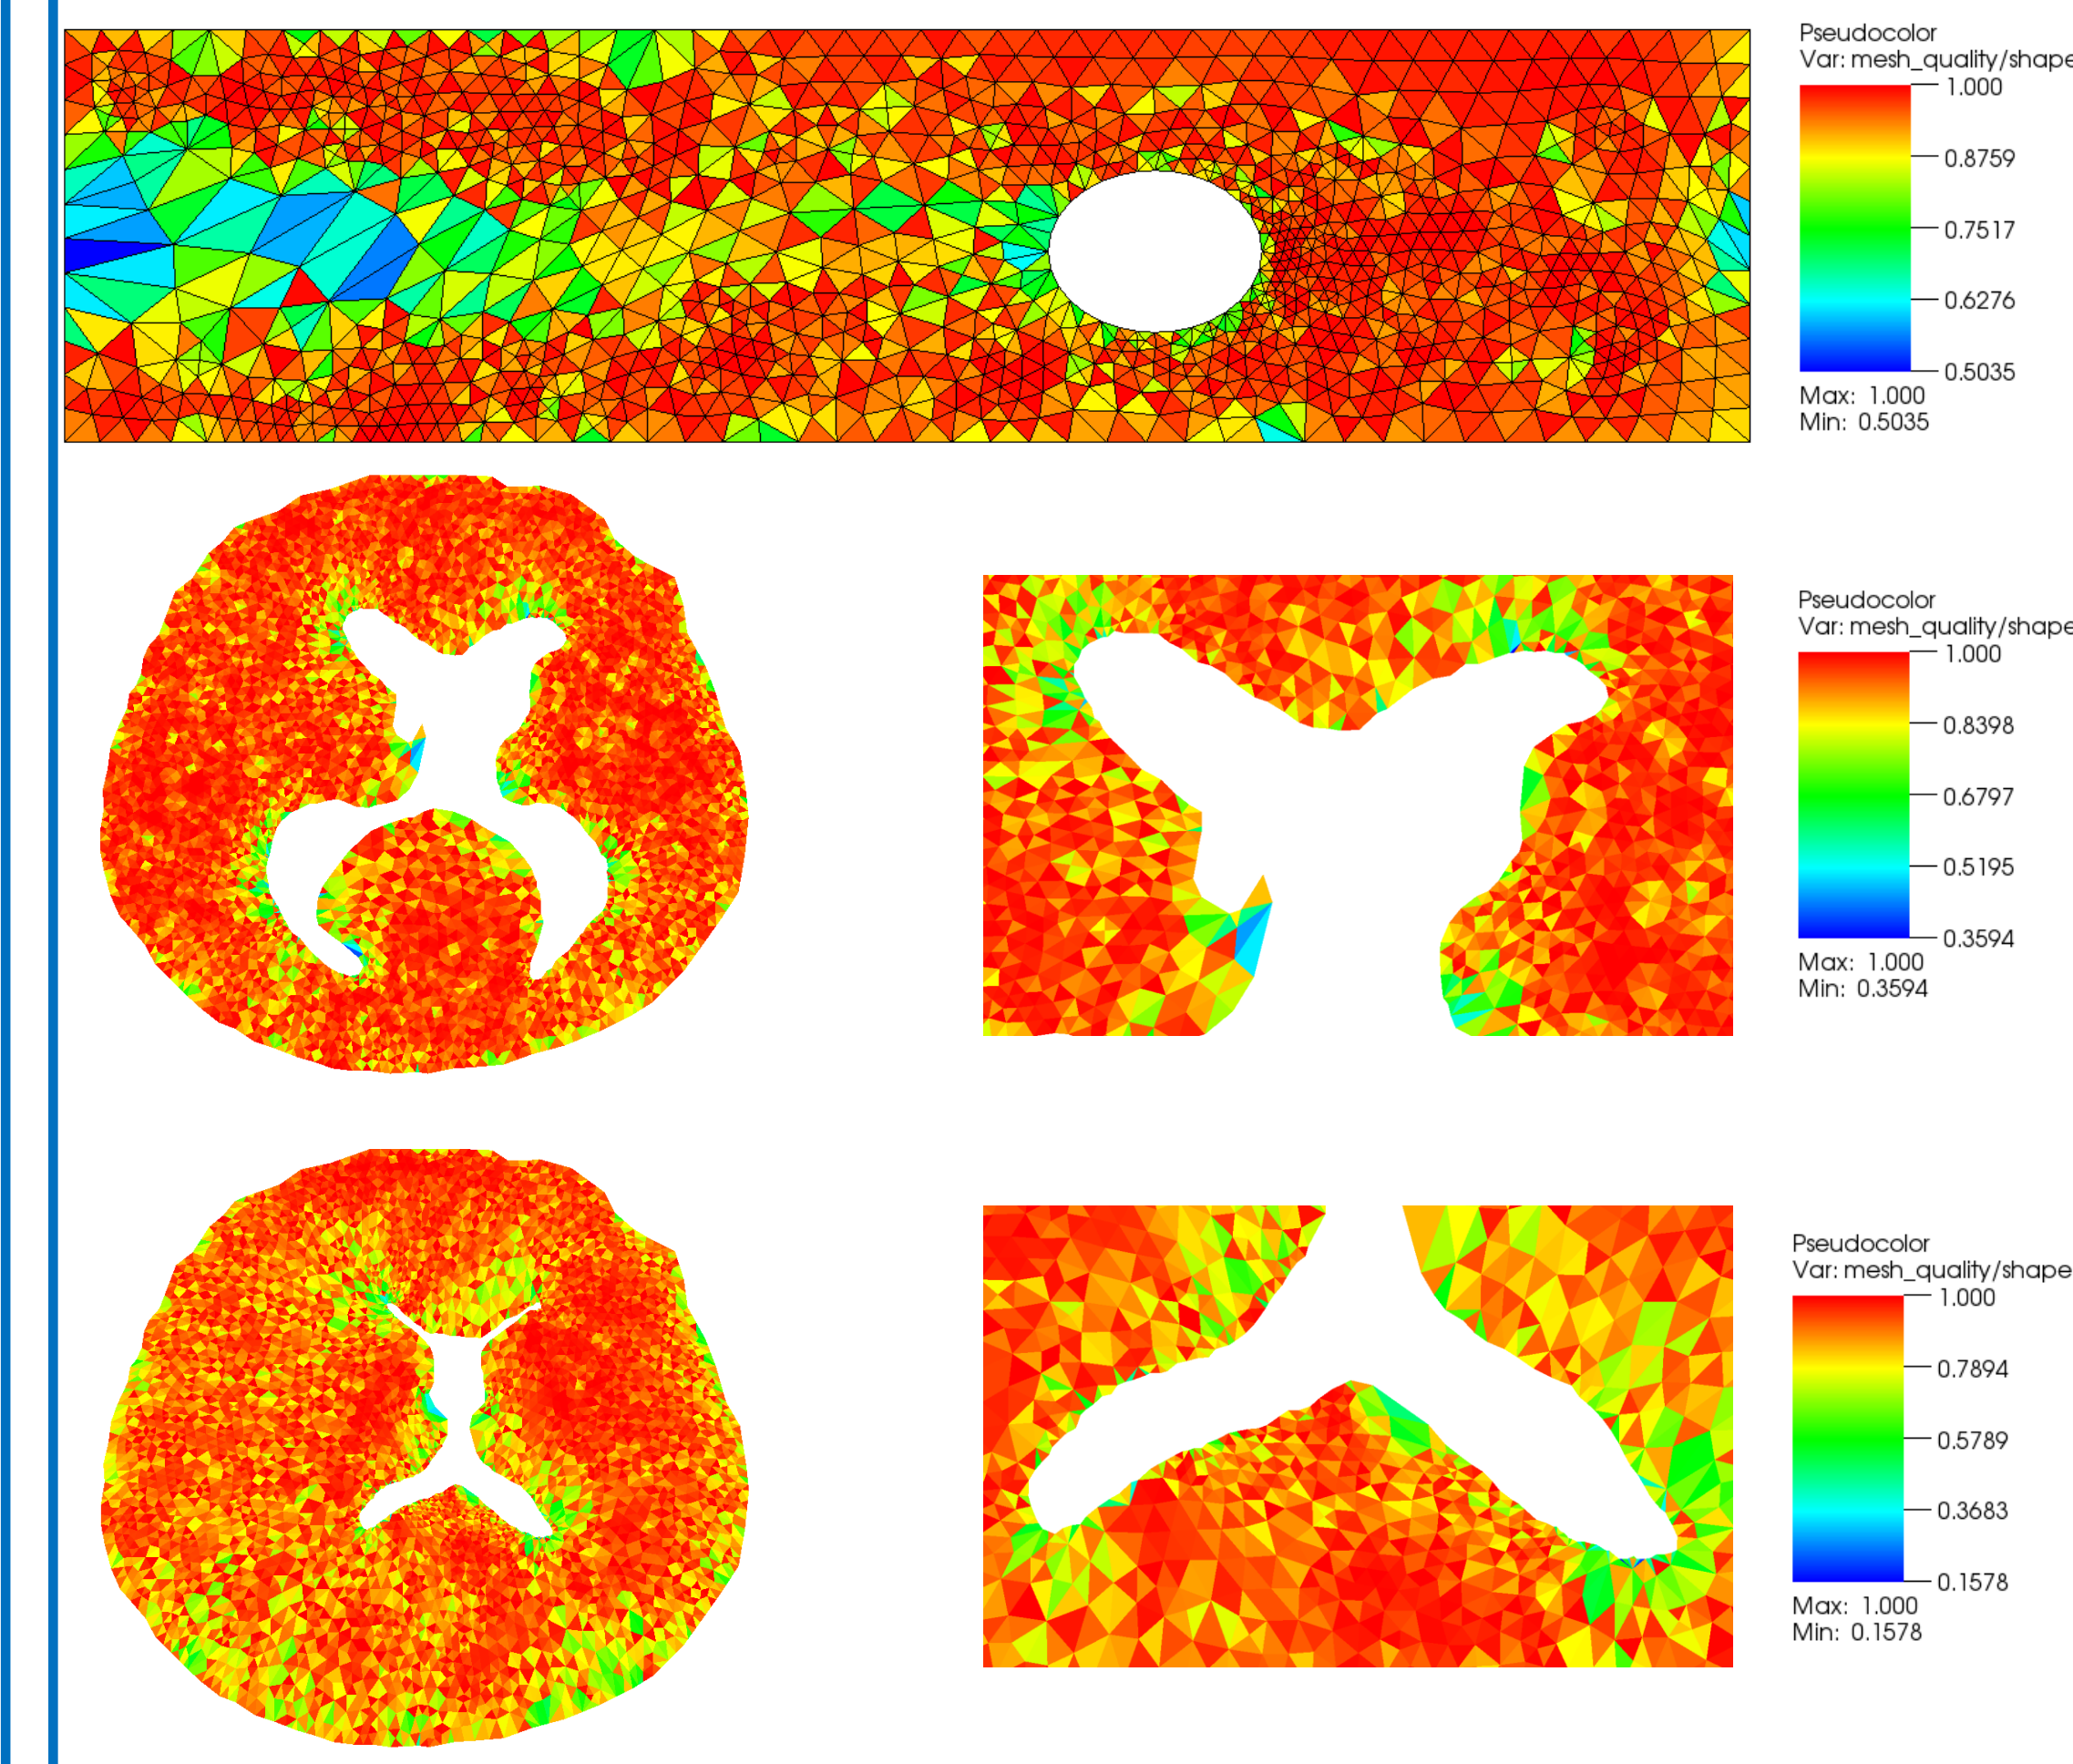 Pseudocolor
Var: mesh_quality/shape
1.000
0.8759
0.7517
0.6276
0.5035
Max: 1.000
Min: 0.5035
Pseudocolor
Var: mesh_quality/shape
1.000
0.8398
0.6797
0.5195
0.3594
Max: 1.000
Min: 0.3594
Pseudocolor
Var: mesh_quality/shape
1.000
0.7894
0.5789
0.3683
0.1578
Max: 1.000
Min: 0.1578